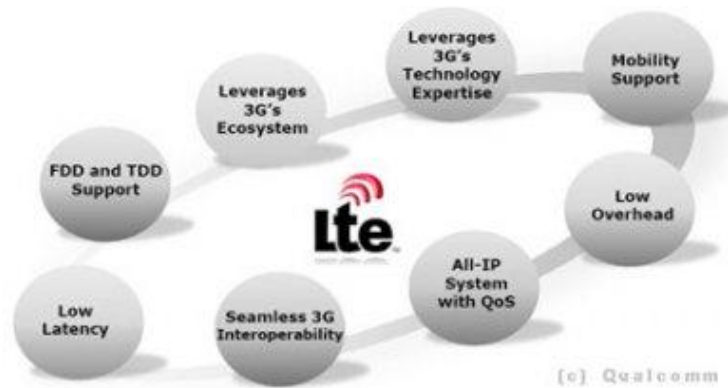 Leverages
3G's
Technology
Expertise
Mobility
Support
Leverages
3G's
Ecosystem
FDD and TDD
Support
Low
Overhead
Lte
TM
All-IP
System
with QoS
Low
Latency
Seamless 3G
Interoperability
(c) Qualcomm